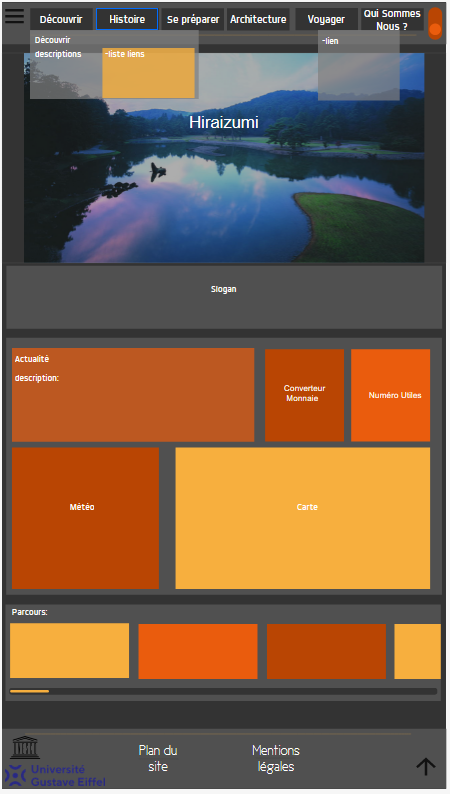 Découvrir
Histoire
Se préparer
Architecture
Voyager
Qui Sommes
Nous ?
Découvrir
descriptions
-liste liens
-lien
Hiraizumi
Slogan
Actualité
description:
Converteur
Monnaie
Numéro Utiles
Météo
Carte
Parcours:
Université
Gustave Eiffel
Plan du
site
Mentions
légales